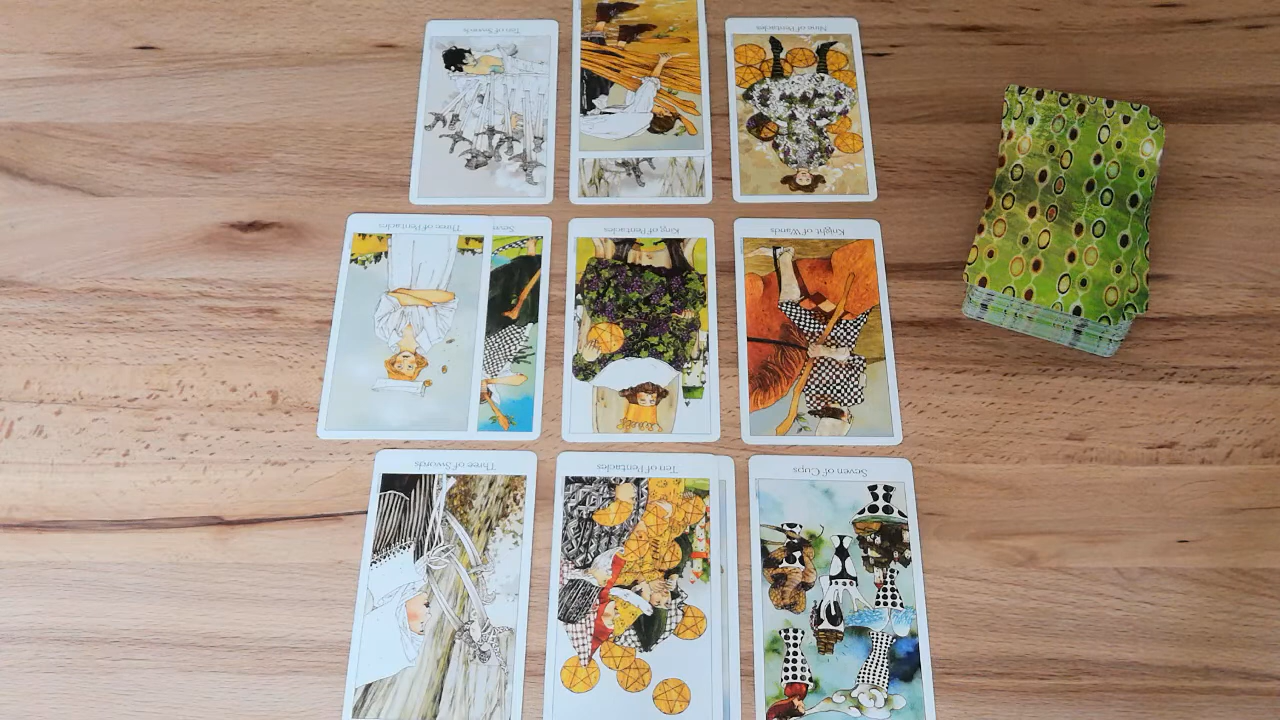 Ten of Swords
Nine of Pentacles
Three of Pentacles
Seve
King of Pentacles
Knight of Wands
Three of Swords
Ten of Pentacles
Seven of Cups